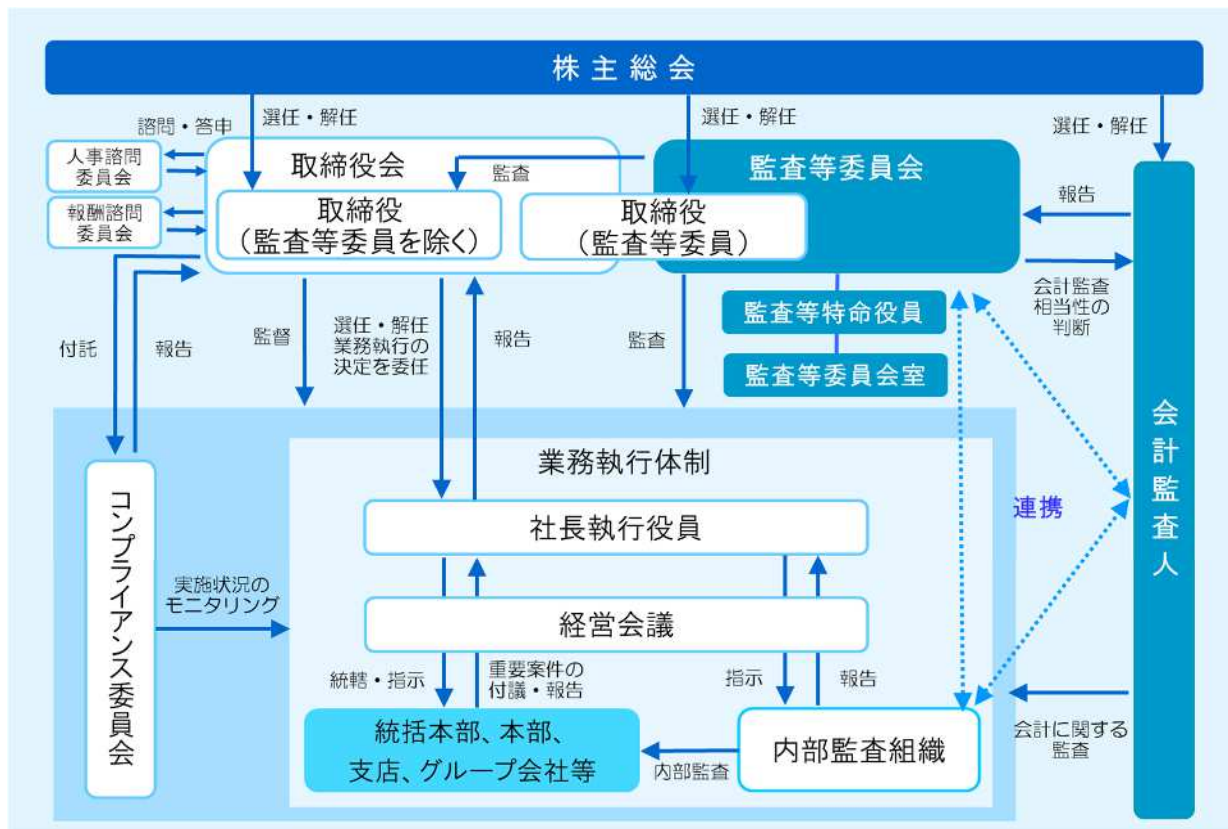 株主総会
選任・解任
選任・解任
選任・解任
諮問・答申
人事諮問
委員会
報酬諮問
委員会
取締役会
監査
監査等委員会
取締役
（監査等委員を除く）
取締役
（監査等委員）
報告
会計監査
相当性の
判断
付託
報告
監督
選任・解任
業務執行の
決定を委任
報告
監査
監査等特命役員
監査等委員会室
会計監査人
業務執行体制
社長執行役員
連携
コンプライアンス委員会
実施状況の
モニタリング
経営会議
統轄・指示
重要案件の
付議・報告
指示
報告
統括本部、本部、
支店、グループ会社等
内部監査
内部監査組織
会計に関する
監査